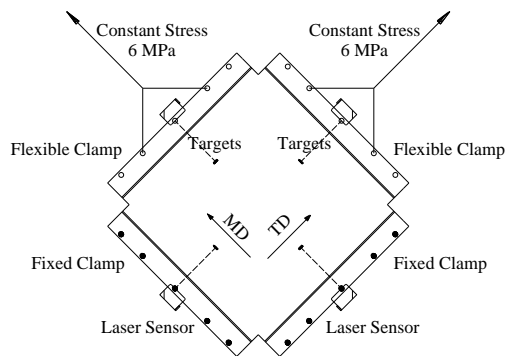 Constant Stress
6 MPa
Constant Stress
6 MPa
Targets
Targets
Flexible Clamp
Flexible Clamp
MD
TD
Fixed Clamp
Fixed Clamp
Laser Sensor
Laser Sensor